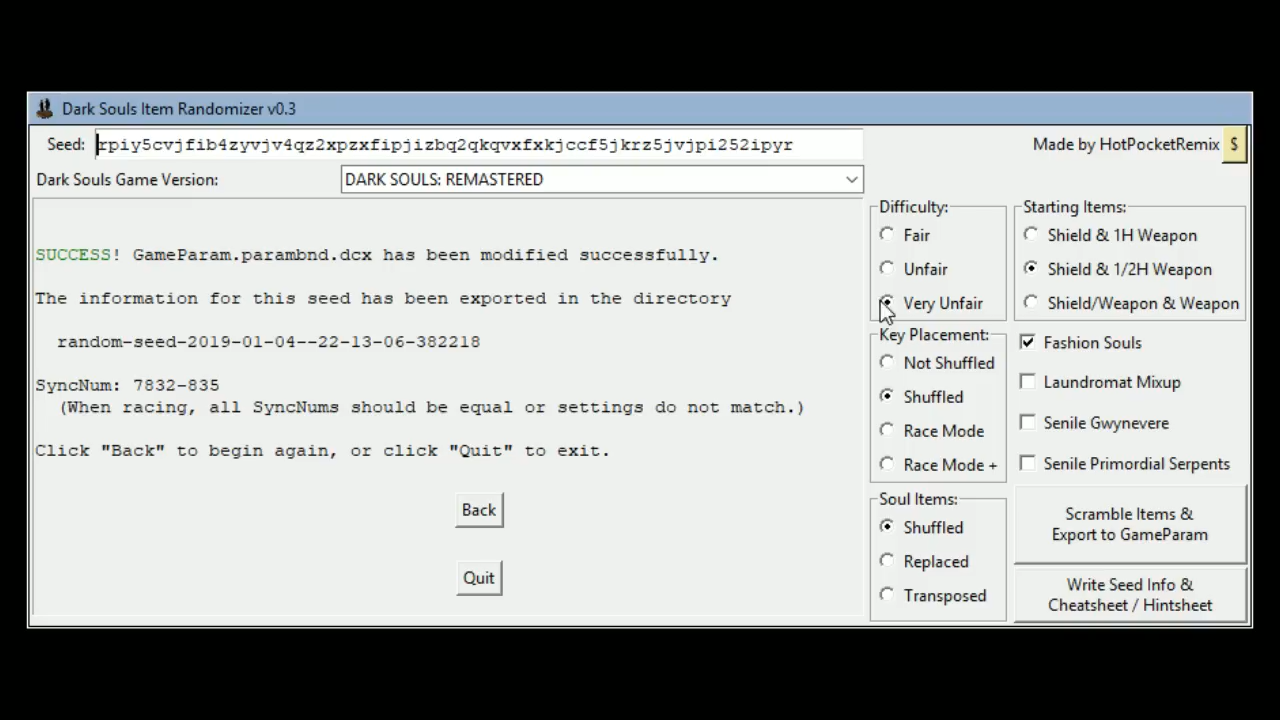 Dark Souls Item Randomizer v0.3
Seed: rpiy5cvjfib4zyvjv4qz2xpzxfipjizbq2qkqvxfxkjccf5jkrz5jvjpi252ipyr
Made by HotPocketRemix $
Dark Souls Game Version: DARK SOULS: REMASTERED
SUCCESS! GameParam.parambnd.dcx has been modified successfully.
The information for this seed has been exported in the directory
random-seed-2019-01-04--22-13-06-382218
SyncNum: 7832-835
(When racing, all SyncNums should be equal or settings do not match.)
Click "Back" to begin again, or click "Quit" to exit.
Back
Quit
Difficulty:
Fair
Unfair
Very Unfair
Key Placement:
Not Shuffled
Shuffled
Race Mode
Race Mode +
Soul Items:
Shuffled
Replaced
Transposed
Starting Items:
Shield & 1H Weapon
Shield & 1/2H Weapon
Shield/Weapon & Weapon
Fashion Souls
Laundromat Mixup
Senile Gwynevere
Senile Primordial Serpents
Scramble Items &
Export to GameParam
Write Seed Info &
Cheatsheet / Hintsheet